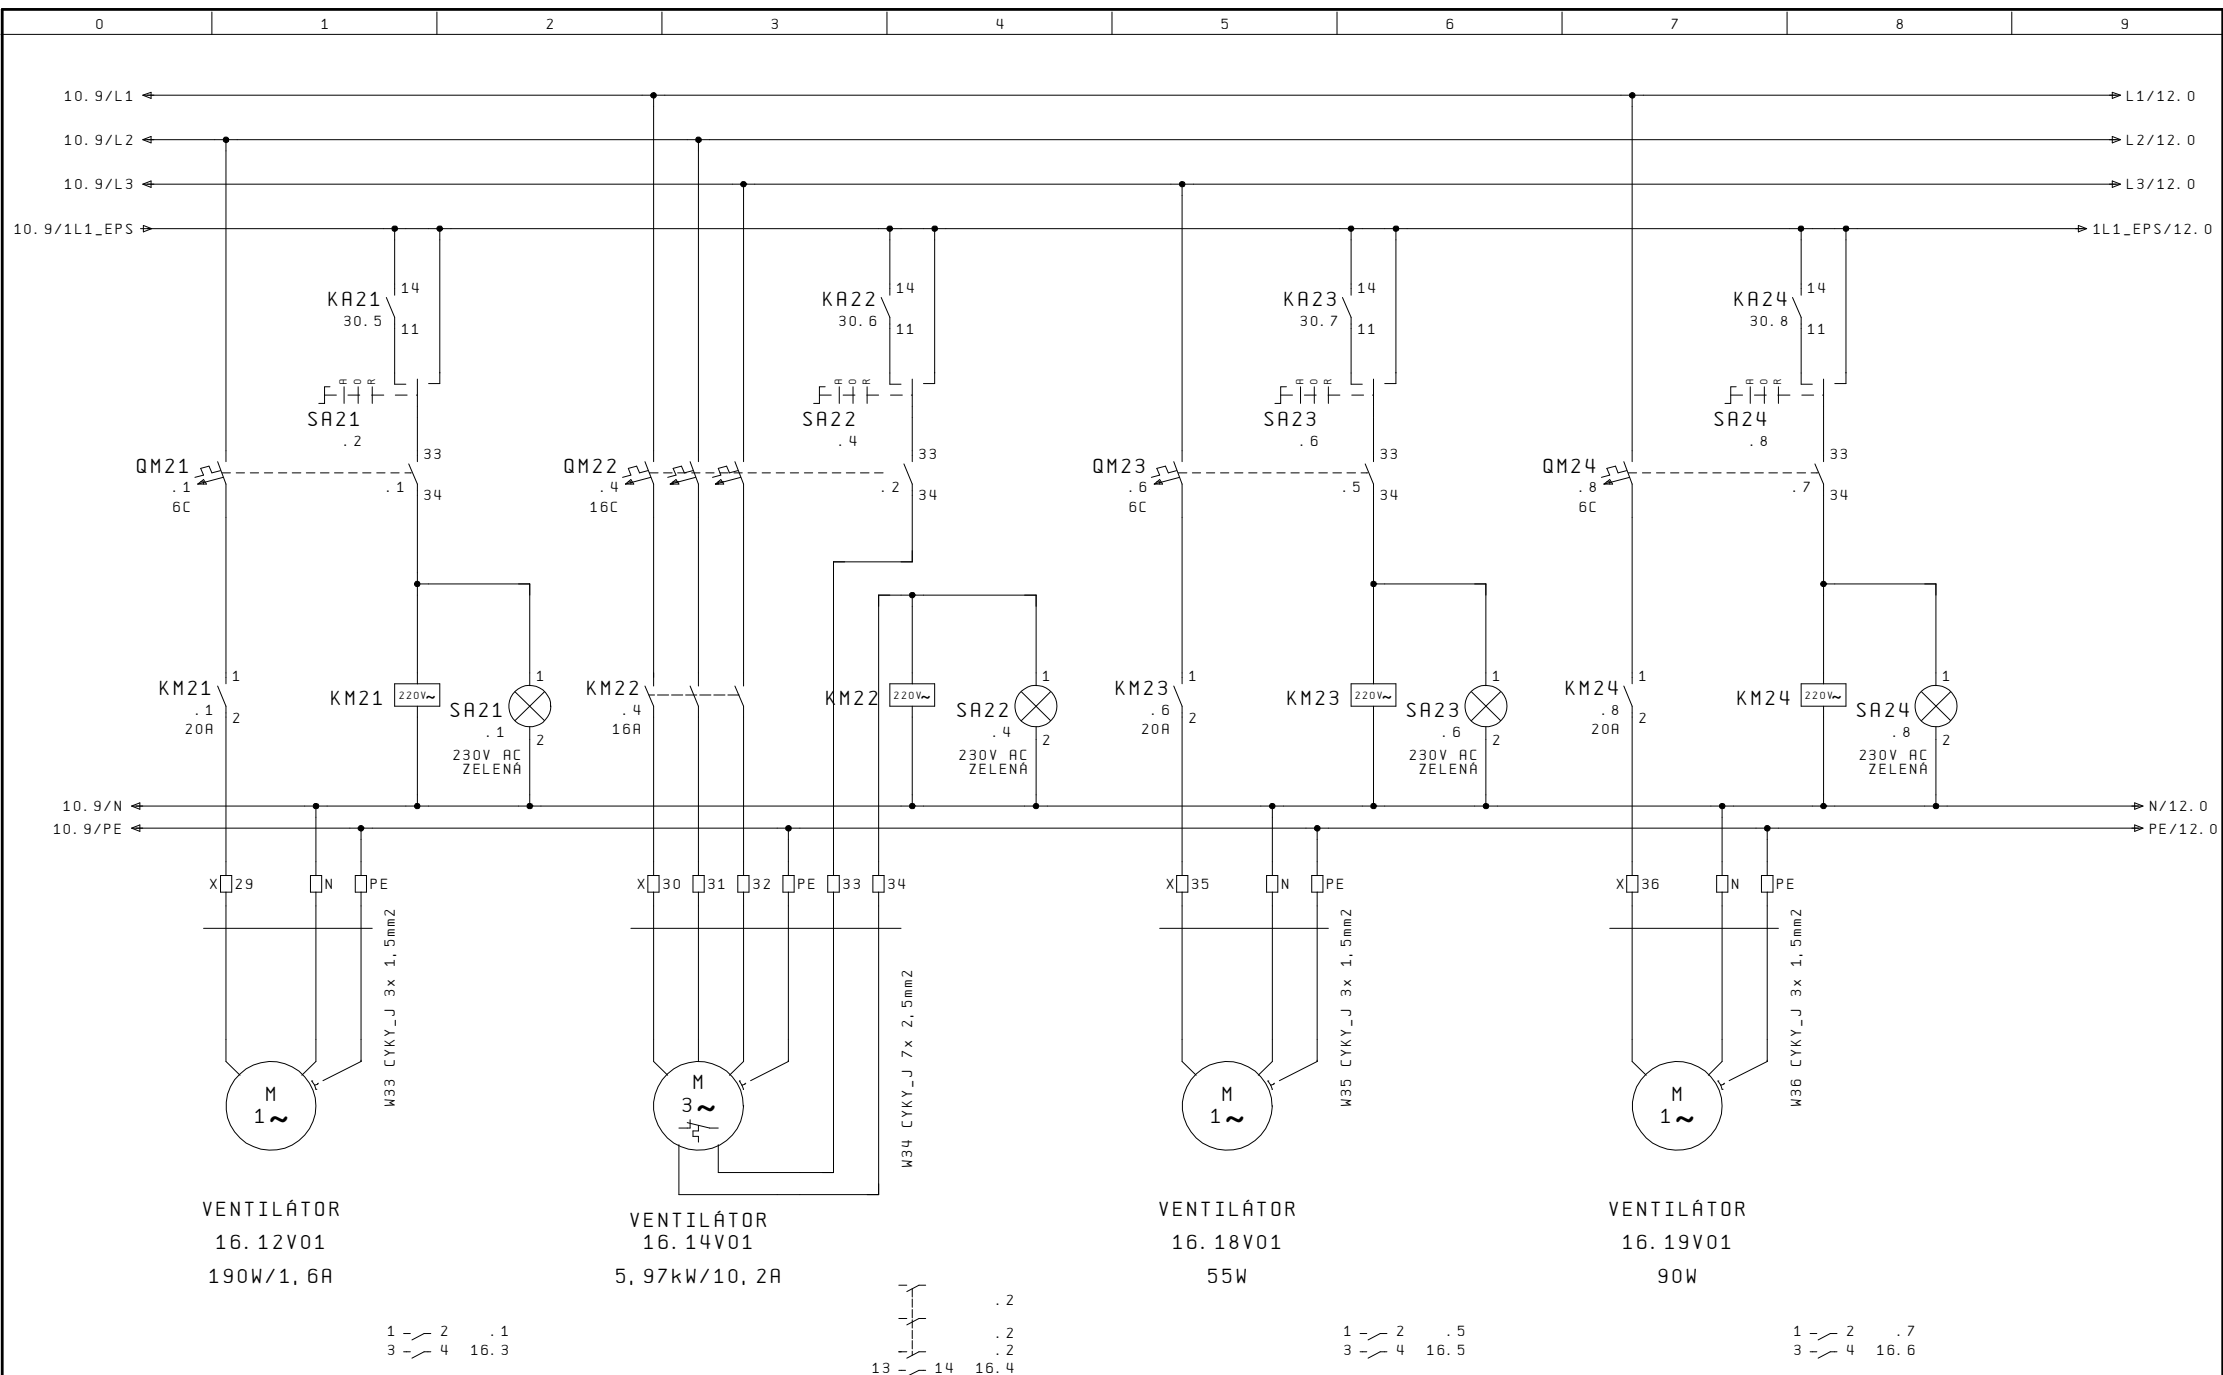 0 1 2 3 4 5 6 7 8 9
10.9/L1 L1/12.0
10.9/L2 L2/12.0
10.9/L3 L3/12.0
10.9/1L1_EPS 1L1_EPS/12.0
KA21 14
30.5 11
KA22 14
30.6 11
KA23 14
30.7 11
KA24 14
30.8 11
A O R
SA21
.2
A O R
SA22
.4
A O R
SA23
.6
A O R
SA24
.8
QM21
.1
6C
33
.1
34
QM22
.4
16C
33
.2
34
QM23
.6
6C
33
.5
34
QM24
.8
6C
33
.7
34
KM21 1
.1 2
20A
KM21 220V~
SA21 1
.1 2
230V AC
ZELENÁ
KM22
.4
16A
KM22 220V~
SA22 1
.4 2
230V AC
ZELENÁ
KM23 1
.6 2
20A
KM23 220V~
SA23 1
.6 2
230V AC
ZELENÁ
KM24 1
.8 2
20A
KM24 220V~
SA24 1
.8 2
230V AC
ZELENÁ
10.9/N N/12.0
10.9/PE PE/12.0
X 29 N PE
X 30 31 32 PE 33 34
X 35 N PE
X 36 N PE
W33 CYKY_J 3x 1,5mm2
W34 CYKY_J 7x 2,5mm2
W35 CYKY_J 3x 1,5mm2
W36 CYKY_J 3x 1,5mm2
M
1~
M
3~
M
1~
M
1~
VENTILÁTOR
16.12V01
190W/1,6A
VENTILÁTOR
16.14V01
5,97kW/10,2A
VENTILÁTOR
16.18V01
55W
VENTILÁTOR
16.19V01
90W
1 2 .1
3 4 16.3
.2
.2
.2
13 14 16.4
1 2 .5
3 4 16.5
1 2 .7
3 4 16.6